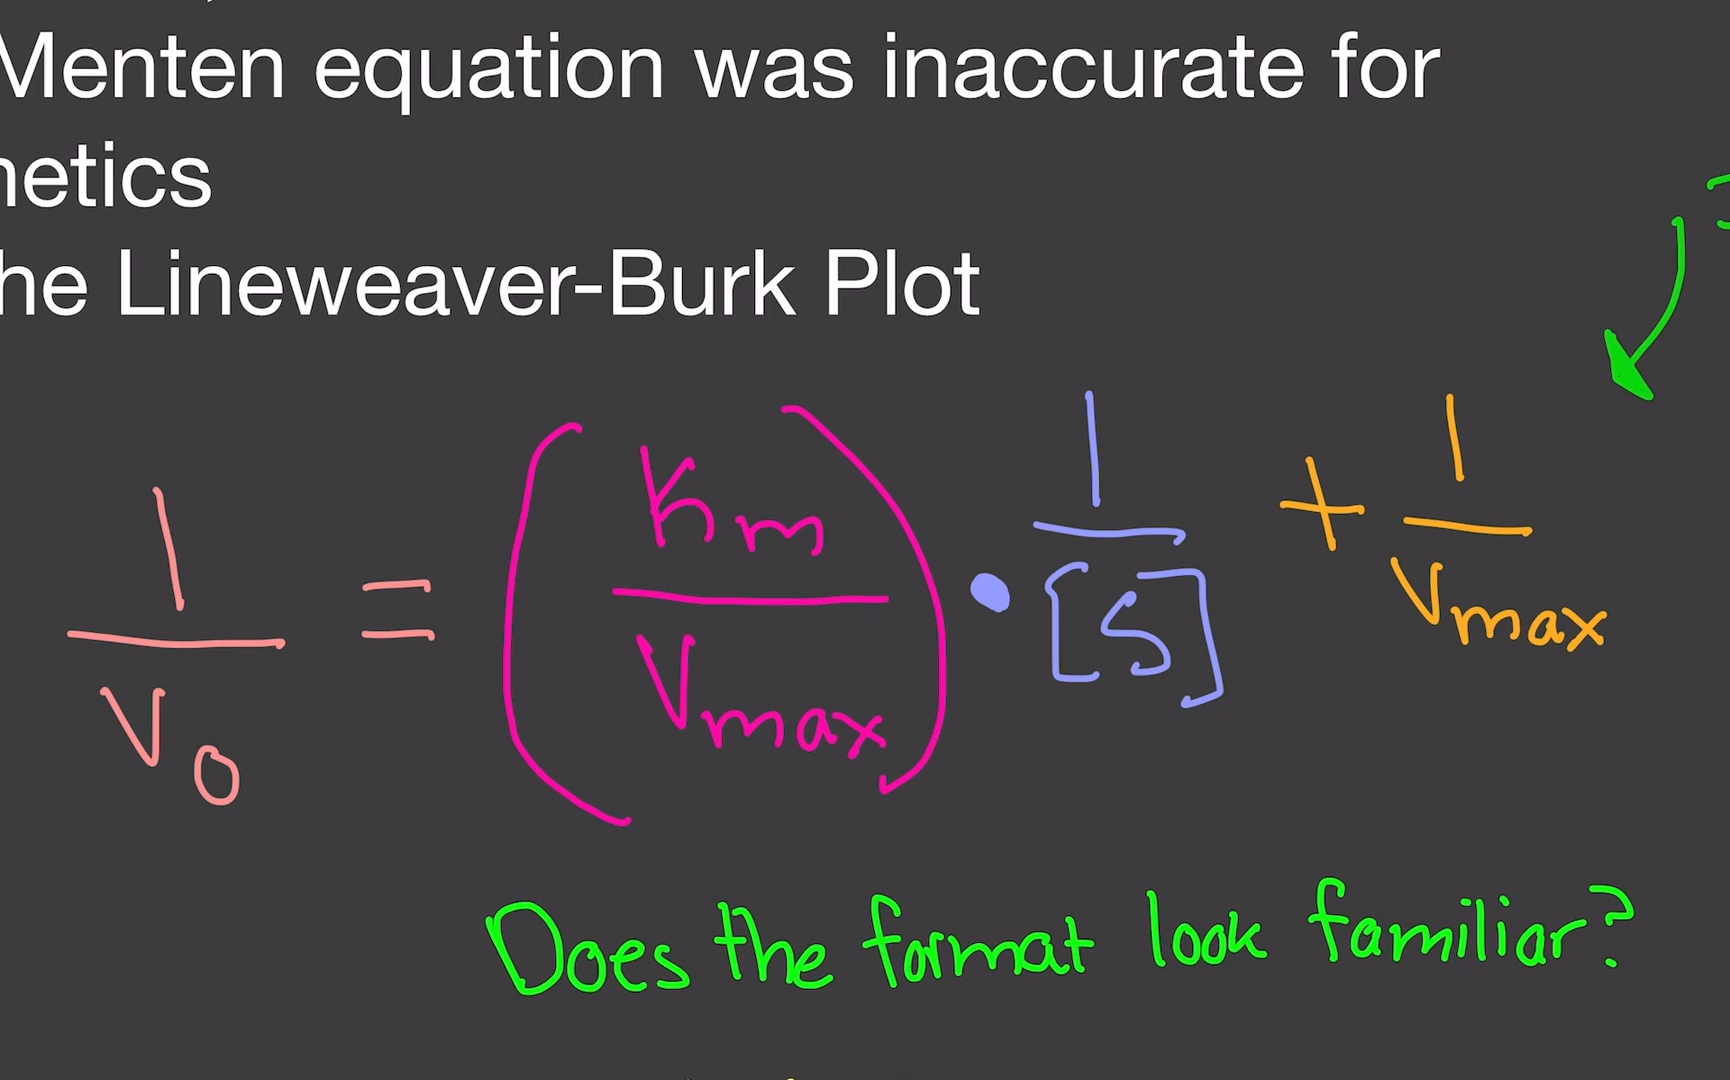 Menten equation was inaccurate for
netics
he Lineweaver-Burk Plot
1/V₀ = (Km/Vmax) • 1/[S] + 1/Vmax
Does the format look familiar?